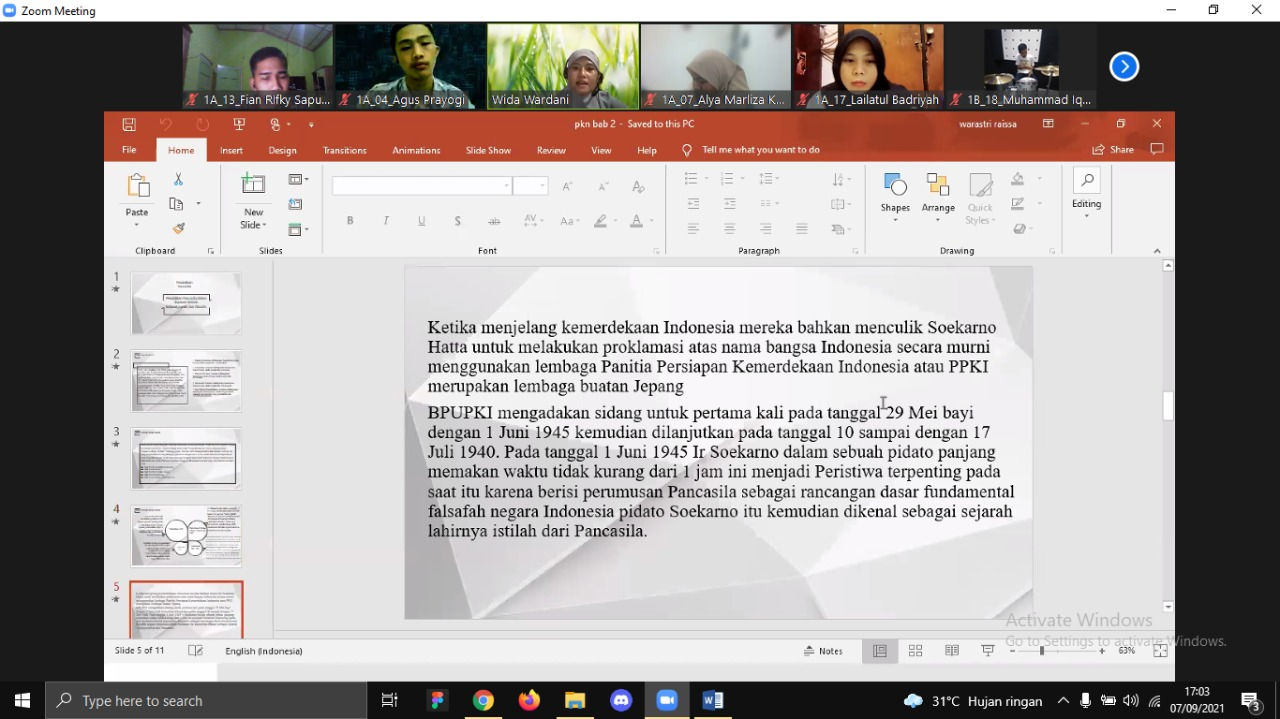 Zoom Meeting
1A_13_Fian Rifky Sapu...
1A_04_Agus Prayogi
Wida Wardani
1A_07_Alya Marliza K...
1A_17_Lailatul Badriyah
1B_18_Muhammad Iq...
pkn bab 2 - Saved to this PC
warastri raissa
File Home Insert Design Transitions Animations Slide Show Review View Help Tell me what you want to do Share
Paste
New Slide
Shapes Arrange Quick Styles
Editing
Clipboard Slides Font Paragraph Drawing
1
2
3
4
5
Ketika menjelang kemerdekaan Indonesia mereka bahkan menculik Soekarno
Hatta untuk melakukan proklamasi atas nama bangsa Indonesia secara murni
menggunakan lembaga lain persiapan Kemerdekaan Indonesia atau PPKI
merupakan lembaga buatan Jepang
BPUPKI mengadakan sidang untuk pertama kali pada tanggal 29 Mei bayi
dengan 1 Juni 1945 kemudian dilanjutkan pada tanggal 10 sampai dengan 17
Juli 1940. Pada tanggal 1 Juni 1945 Ir Soekarno dalam sebuah pidato panjang
memakan waktu tidak kurang dari 1 jam ini menjadi Peristiwa terpenting pada
saat itu karena berisi perumusan Pancasila sebagai rancangan dasar fundamental
falsafah negara Indonesia pidato Soekarno itu kemudian dikenal sebagai sejarah
lahirnya istilah dari Pancasila.
Activate Windows
Go to Settings to activate Windows.
Slide 5 of 11 English (Indonesia) Notes 63%
Type here to search
31°C Hujan ringan
17:03
07/09/2021
3